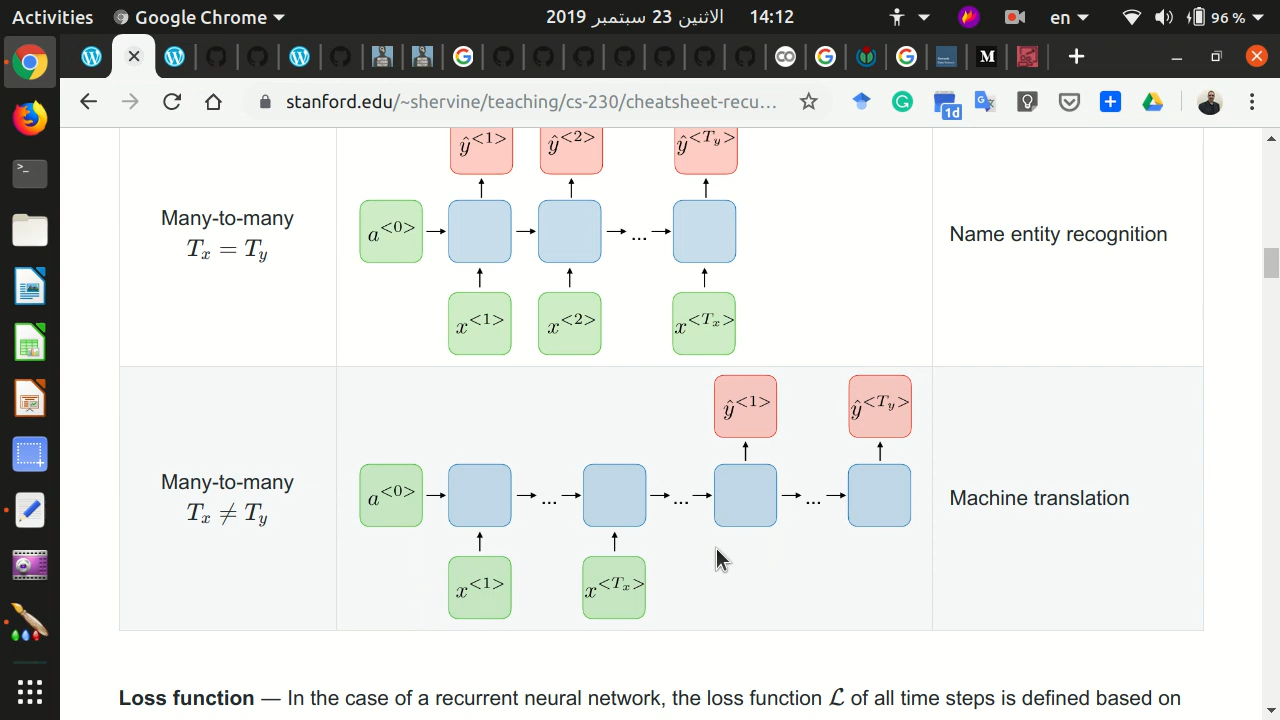 Activities Google Chrome الاثنين 23 سبتمبر 2019 14:12 en 96 %
stanford.edu/~shervine/teaching/cs-230/cheatsheet-recu... 1d
ŷ<1> ŷ<2> ŷ<Ty>
Many-to-many
Tx = Ty
a<0> ...
Name entity recognition
x<1> x<2> x<Tx>
ŷ<1> ŷ<Ty>
Many-to-many
Tx ≠ Ty
a<0> ... ... ...
Machine translation
x<1> x<Tx>
Loss function — In the case of a recurrent neural network, the loss function ℒ of all time steps is defined based on